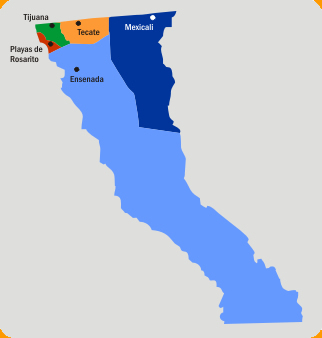 Tijuana
Tecate
Mexicali
Playas de
Rosarito
Ensenada